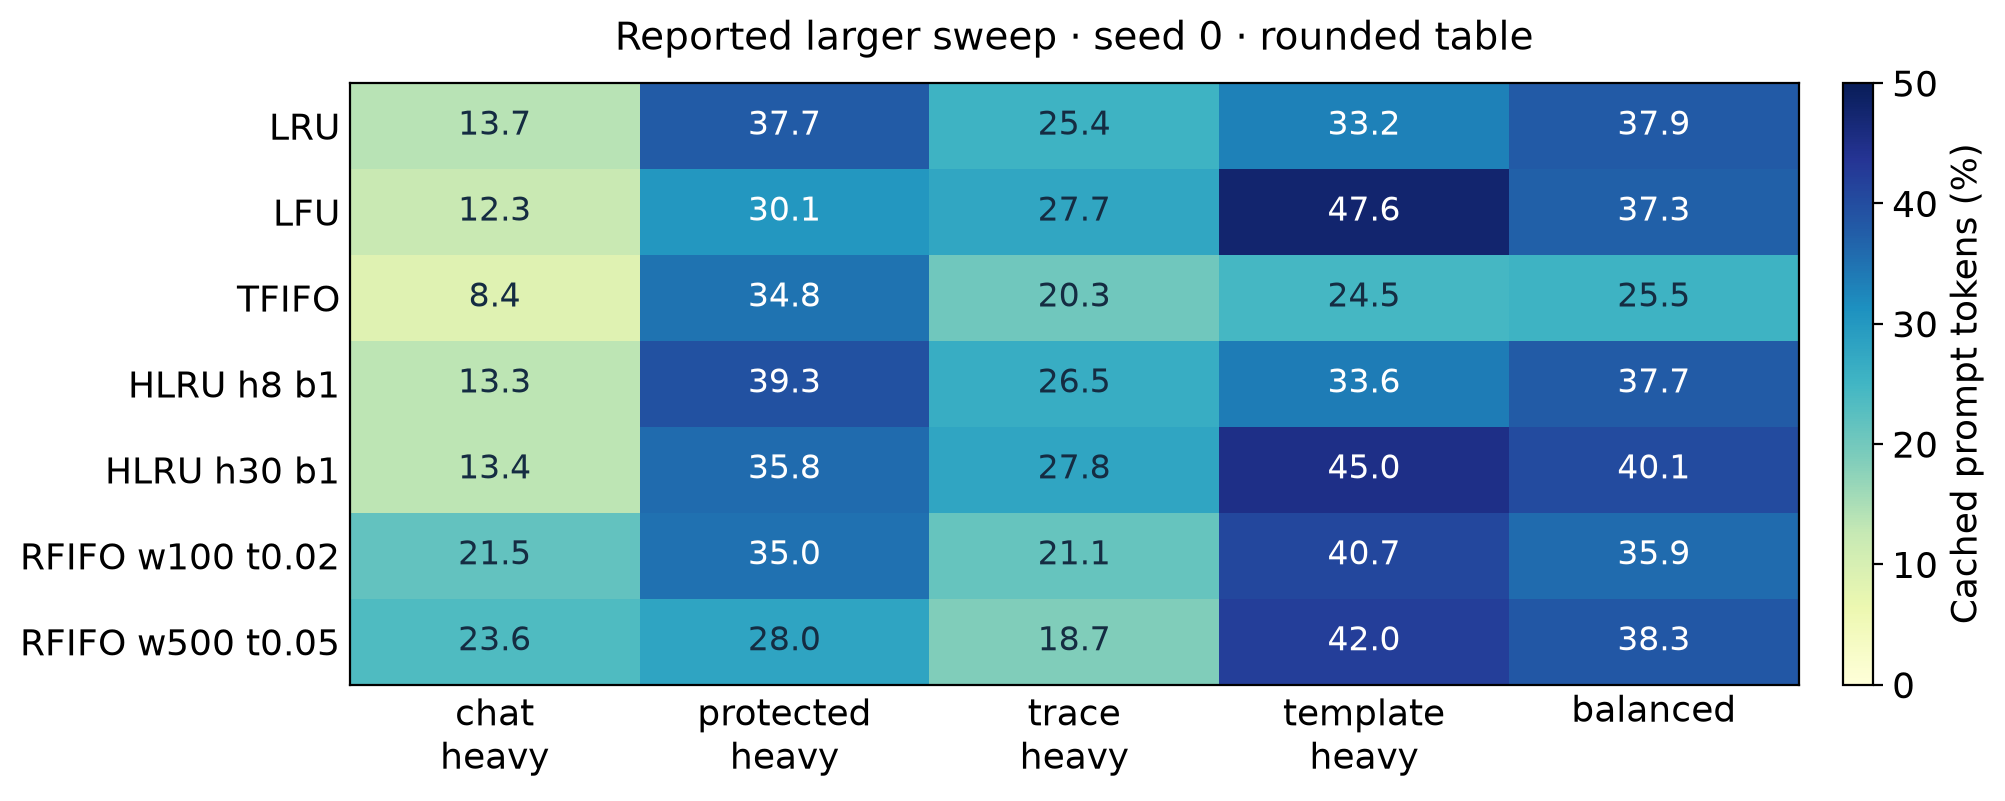 Reported larger sweep · seed 0 · rounded table
LRU 13.7 37.7 25.4 33.2 37.9
LFU 12.3 30.1 27.7 47.6 37.3
TFIFO 8.4 34.8 20.3 24.5 25.5
HLRU h8 b1 13.3 39.3 26.5 33.6 37.7
HLRU h30 b1 13.4 35.8 27.8 45.0 40.1
RFIFO w100 t0.02 21.5 35.0 21.1 40.7 35.9
RFIFO w500 t0.05 23.6 28.0 18.7 42.0 38.3
chat heavy
protected heavy
trace heavy
template heavy
balanced
50
40
30
20
10
0
Cached prompt tokens (%)